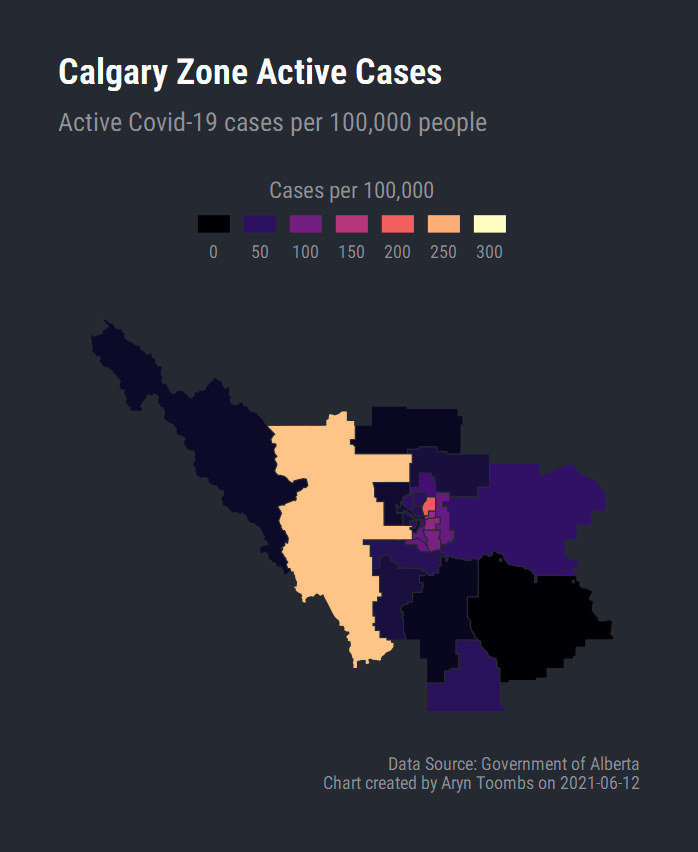 Calgary Zone Active Cases
Active Covid-19 cases per 100,000 people
Cases per 100,000
0 50 100 150 200 250 300
Data Source: Government of Alberta
Chart created by Aryn Toombs on 2021-06-12